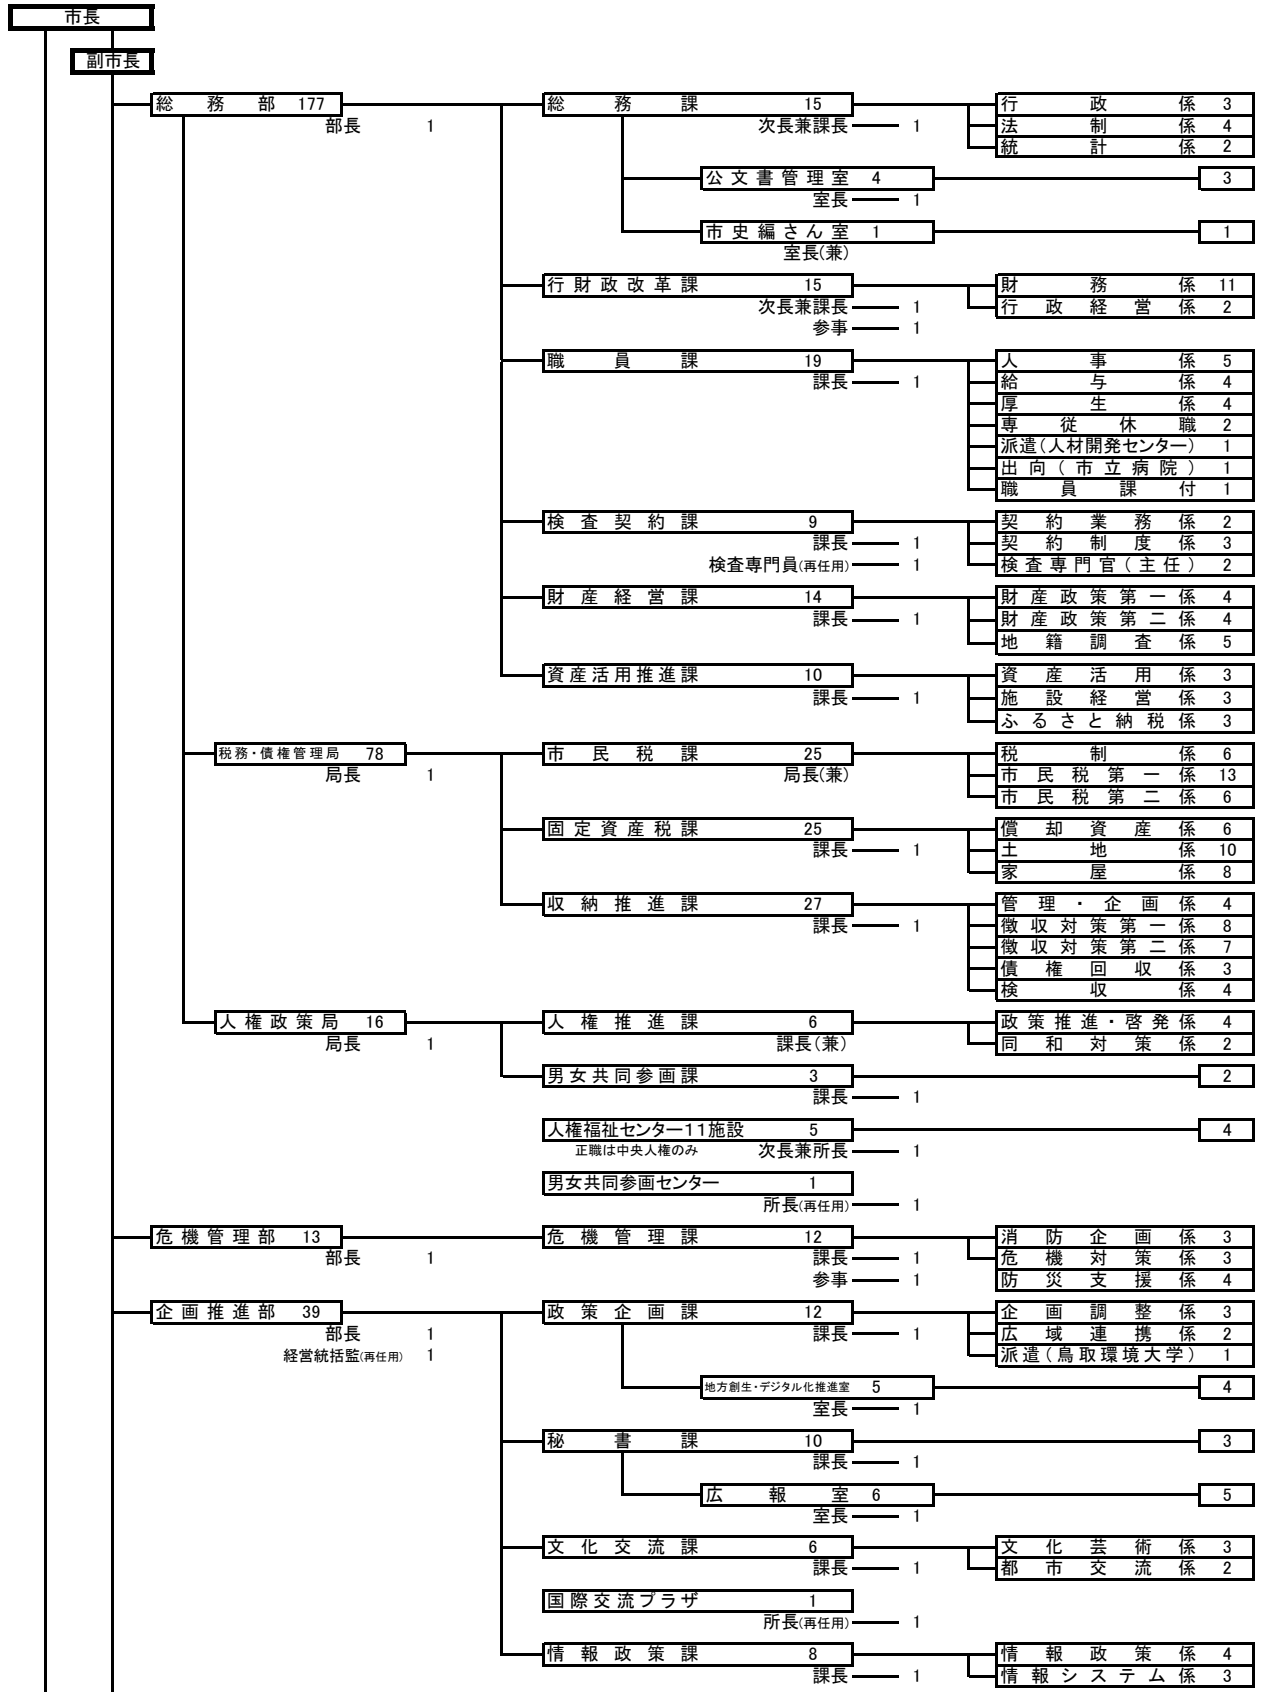 市長
副市長
総務部 177 総務課 15 行政係 3
部長 1 次長兼課長 1 法制係 4
統計係 2
公文書管理室 4 3
室長 1
市史編さん室 1 1
室長(兼)
行財政改革課 15 財務係 11
次長兼課長 1 行政経営係 2
参事 1
職員課 19 人事係 5
課長 1 給与係 4
厚生係 4
専従休職 2
派遣(人材開発センター) 1
出向(市立病院) 1
職員課付 1
検査契約課 9 契約業務係 2
課長 1 契約制度係 3
検査専門員(再任用) 1 検査専門官(主任) 2
財産経営課 14 財産政策第一係 4
課長 1 財産政策第二係 4
地籍調査係 5
資産活用推進課 10 資産活用係 3
課長 1 施設経営係 3
ふるさと納税係 3
税務・債権管理局 78 市民税課 25 税制係 6
局長 1 局長(兼) 市民税第一係 13
市民税第二係 6
固定資産税課 25 償却資産係 6
課長 1 土地係 10
家屋係 8
収納推進課 27 管理・企画係 4
課長 1 徴収対策第一係 8
徴収対策第二係 7
債権回収係 3
検収係 4
人権政策局 16 人権推進課 6 政策推進・啓発係 4
局長 1 課長(兼) 同和対策係 2
男女共同参画課 3 2
課長 1
人権福祉センター11施設 5 4
正職は中央人権のみ 次長兼所長 1
男女共同参画センター 1
所長(再任用) 1
危機管理部 13 危機管理課 12 消防企画係 3
部長 1 課長 1 危機対策係 3
参事 1 防災支援係 4
企画推進部 39 政策企画課 12 企画調整係 3
部長 1 課長 1 広域連携係 2
経営統括監(再任用) 1 派遣(鳥取環境大学) 1
地方創生・デジタル化推進室 5 4
室長 1
秘書課 10 3
課長 1
広報室 6 5
室長 1
文化交流課 6 文化芸術係 3
課長 1 都市交流係 2
国際交流プラザ 1
所長(再任用) 1
情報政策課 8 情報政策係 4
課長 1 情報システム係 3